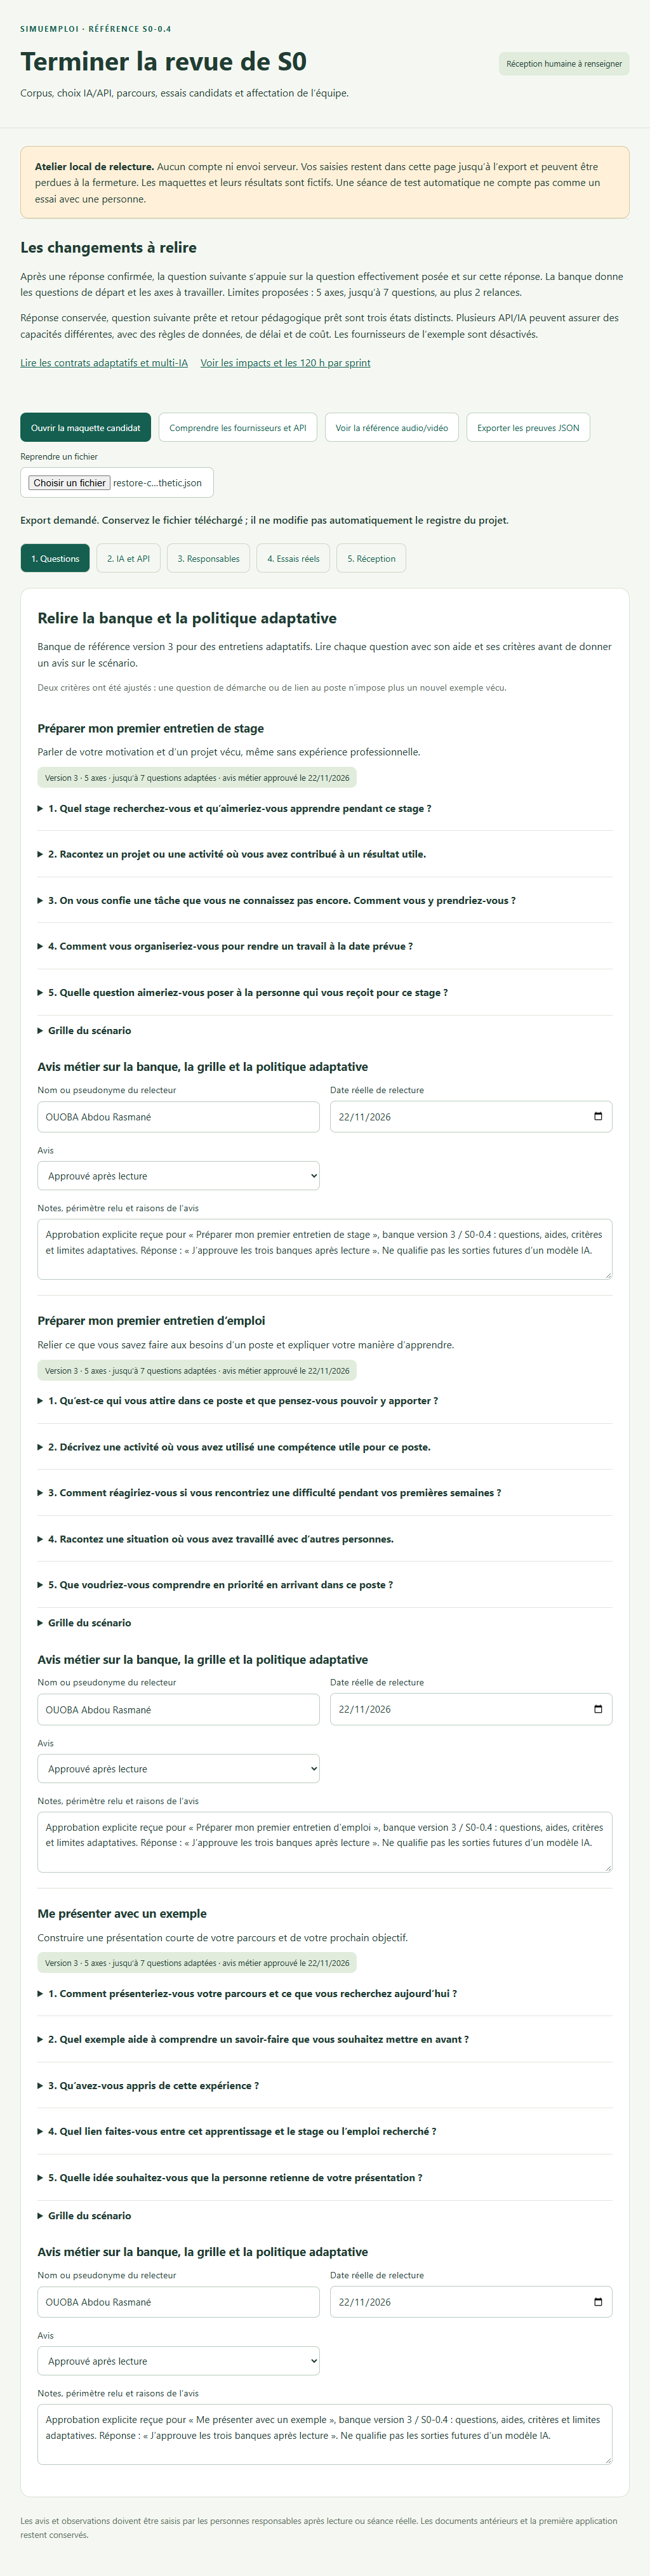 SIMUEMPLOI · RÉFÉRENCE S0-0.4
Terminer la revue de S0
Réception humaine à renseigner
Corpus, choix IA/API, parcours, essais candidats et affectation de l’équipe.
Atelier local de relecture. Aucun compte ni envoi serveur. Vos saisies restent dans cette page jusqu’à l’export et peuvent être
perdues à la fermeture. Les maquettes et leurs résultats sont fictifs. Une séance de test automatique ne compte pas comme un
essai avec une personne.
Les changements à relire
Après une réponse confirmée, la question suivante s’appuie sur la question effectivement posée et sur cette réponse. La banque donne
les questions de départ et les axes à travailler. Limites proposées : 5 axes, jusqu’à 7 questions, au plus 2 relances.
Réponse conservée, question suivante prête et retour pédagogique prêt sont trois états distincts. Plusieurs API/IA peuvent assurer des
capacités différentes, avec des règles de données, de délai et de coût. Les fournisseurs de l’exemple sont désactivés.
Lire les contrats adaptatifs et multi-IA Voir les impacts et les 120 h par sprint
Ouvrir la maquette candidat Comprendre les fournisseurs et API Voir la référence audio/vidéo Exporter les preuves JSON
Reprendre un fichier
Choisir un fichier restore-c...thetic.json
Export demandé. Conservez le fichier téléchargé ; il ne modifie pas automatiquement le registre du projet.
1. Questions 2. IA et API 3. Responsables 4. Essais réels 5. Réception
Relire la banque et la politique adaptative
Banque de référence version 3 pour des entretiens adaptatifs. Lire chaque question avec son aide et ses critères avant de donner
un avis sur le scénario.
Deux critères ont été ajustés : une question de démarche ou de lien au poste n’impose plus un nouvel exemple vécu.
Préparer mon premier entretien de stage
Parler de votre motivation et d’un projet vécu, même sans expérience professionnelle.
Version 3 · 5 axes · jusqu’à 7 questions adaptées · avis métier approuvé le 22/11/2026
1. Quel stage recherchez-vous et qu’aimeriez-vous apprendre pendant ce stage ?
2. Racontez un projet ou une activité où vous avez contribué à un résultat utile.
3. On vous confie une tâche que vous ne connaissez pas encore. Comment vous y prendriez-vous ?
4. Comment vous organiseriez-vous pour rendre un travail à la date prévue ?
5. Quelle question aimeriez-vous poser à la personne qui vous reçoit pour ce stage ?
Grille du scénario
Avis métier sur la banque, la grille et la politique adaptative
Nom ou pseudonyme du relecteur Date réelle de relecture
OUOBA Abdou Rasmané 22/11/2026
Avis
Approuvé après lecture
Notes, périmètre relu et raisons de l’avis
Approbation explicite reçue pour « Préparer mon premier entretien de stage », banque version 3 / S0-0.4 : questions, aides, critères
et limites adaptatives. Réponse : « J’approuve les trois banques après lecture ». Ne qualifie pas les sorties futures d’un modèle IA.
Préparer mon premier entretien d’emploi
Relier ce que vous savez faire aux besoins d’un poste et expliquer votre manière d’apprendre.
Version 3 · 5 axes · jusqu’à 7 questions adaptées · avis métier approuvé le 22/11/2026
1. Qu’est-ce qui vous attire dans ce poste et que pensez-vous pouvoir y apporter ?
2. Décrivez une activité où vous avez utilisé une compétence utile pour ce poste.
3. Comment réagiriez-vous si vous rencontriez une difficulté pendant vos premières semaines ?
4. Racontez une situation où vous avez travaillé avec d’autres personnes.
5. Que voudriez-vous comprendre en priorité en arrivant dans ce poste ?
Grille du scénario
Avis métier sur la banque, la grille et la politique adaptative
Nom ou pseudonyme du relecteur Date réelle de relecture
OUOBA Abdou Rasmané 22/11/2026
Avis
Approuvé après lecture
Notes, périmètre relu et raisons de l’avis
Approbation explicite reçue pour « Préparer mon premier entretien d’emploi », banque version 3 / S0-0.4 : questions, aides, critères
et limites adaptatives. Réponse : « J’approuve les trois banques après lecture ». Ne qualifie pas les sorties futures d’un modèle IA.
Me présenter avec un exemple
Construire une présentation courte de votre parcours et de votre prochain objectif.
Version 3 · 5 axes · jusqu’à 7 questions adaptées · avis métier approuvé le 22/11/2026
1. Comment présenteriez-vous votre parcours et ce que vous recherchez aujourd’hui ?
2. Quel exemple aide à comprendre un savoir-faire que vous souhaitez mettre en avant ?
3. Qu’avez-vous appris de cette expérience ?
4. Quel lien faites-vous entre cet apprentissage et le stage ou l’emploi recherché ?
5. Quelle idée souhaitez-vous que la personne retienne de votre présentation ?
Grille du scénario
Avis métier sur la banque, la grille et la politique adaptative
Nom ou pseudonyme du relecteur Date réelle de relecture
OUOBA Abdou Rasmané 22/11/2026
Avis
Approuvé après lecture
Notes, périmètre relu et raisons de l’avis
Approbation explicite reçue pour « Me présenter avec un exemple », banque version 3 / S0-0.4 : questions, aides, critères et limites
adaptatives. Réponse : « J’approuve les trois banques après lecture ». Ne qualifie pas les sorties futures d’un modèle IA.
Les avis et observations doivent être saisis par les personnes responsables après lecture ou séance réelle. Les documents antérieurs et la première application
restent conservés.